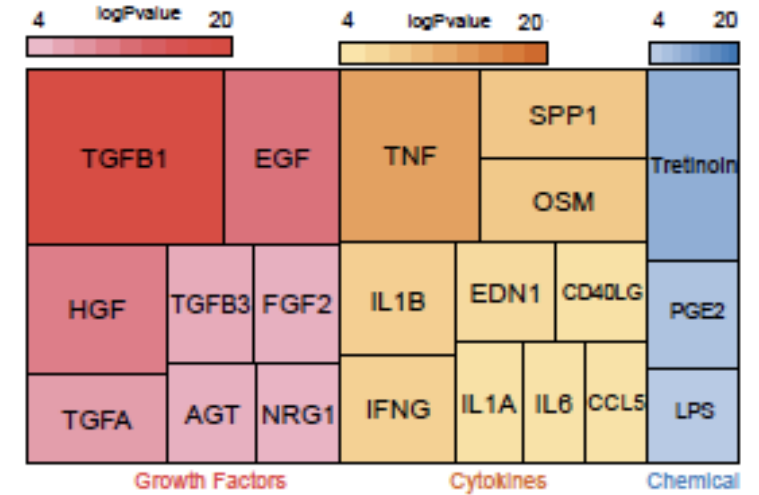 4 logPvalue 20
4 logPvalue 20
4 20
TGFB1
EGF
TNF
SPP1
OSM
Tretinoin
HGF
TGFB3
FGF2
IL1B
EDN1
CD40LG
PGE2
TGFA
AGT
NRG1
IFNG
IL1A
IL6
CCL5
LPS
Growth Factors
Cytokines
Chemical